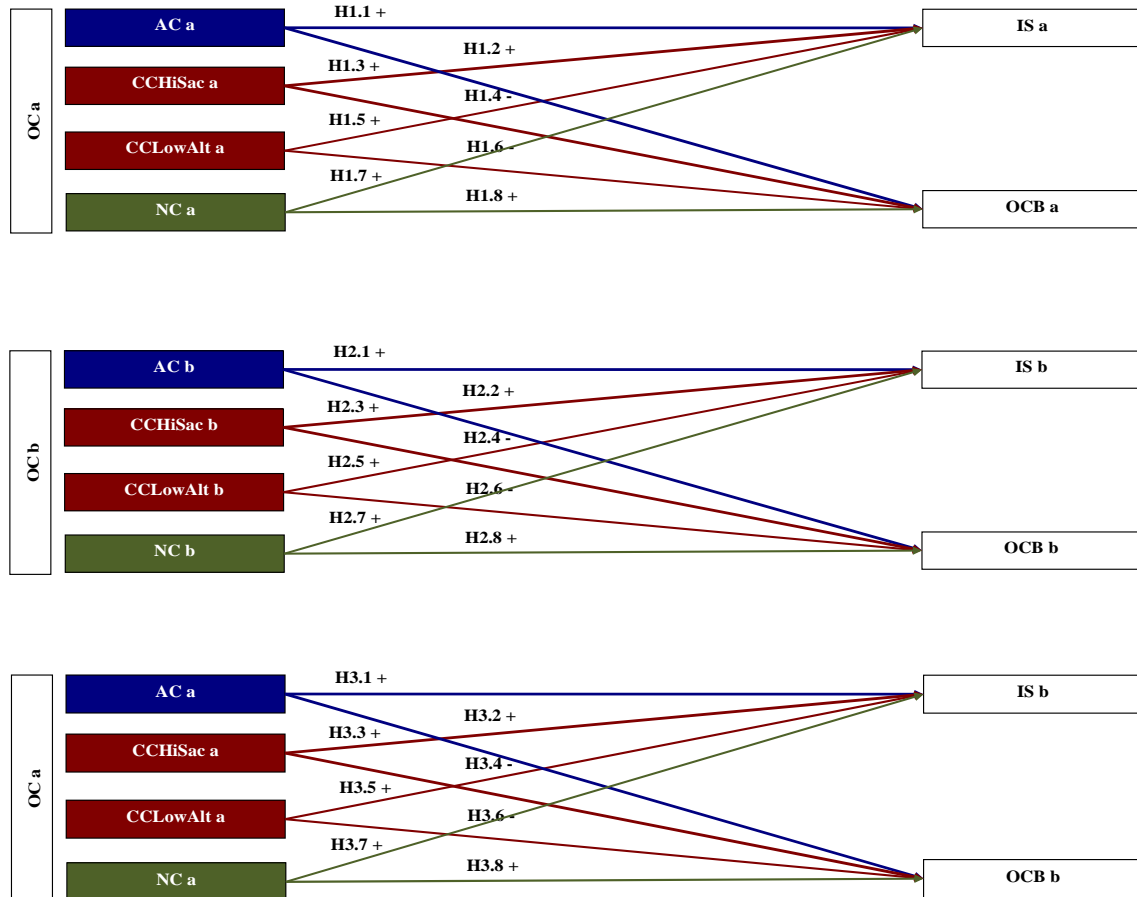 H1.1 +
AC a
IS a
H1.2 +
H1.3 +
CCHiSac a
H1.4 -
OC a
H1.5 +
CCLowAlt a
H1.6 -
H1.7 +
NC a
H1.8 +
OCB a
H2.1 +
AC b
IS b
H2.2 +
H2.3 +
CCHiSac b
H2.4 -
OC b
H2.5 +
CCLowAlt b
H2.6 -
H2.7 +
NC b
H2.8 +
OCB b
H3.1 +
AC a
IS b
H3.2 +
H3.3 +
CCHiSac a
H3.4 -
OC a
H3.5 +
CCLowAlt a
H3.6 -
H3.7 +
NC a
H3.8 +
OCB b